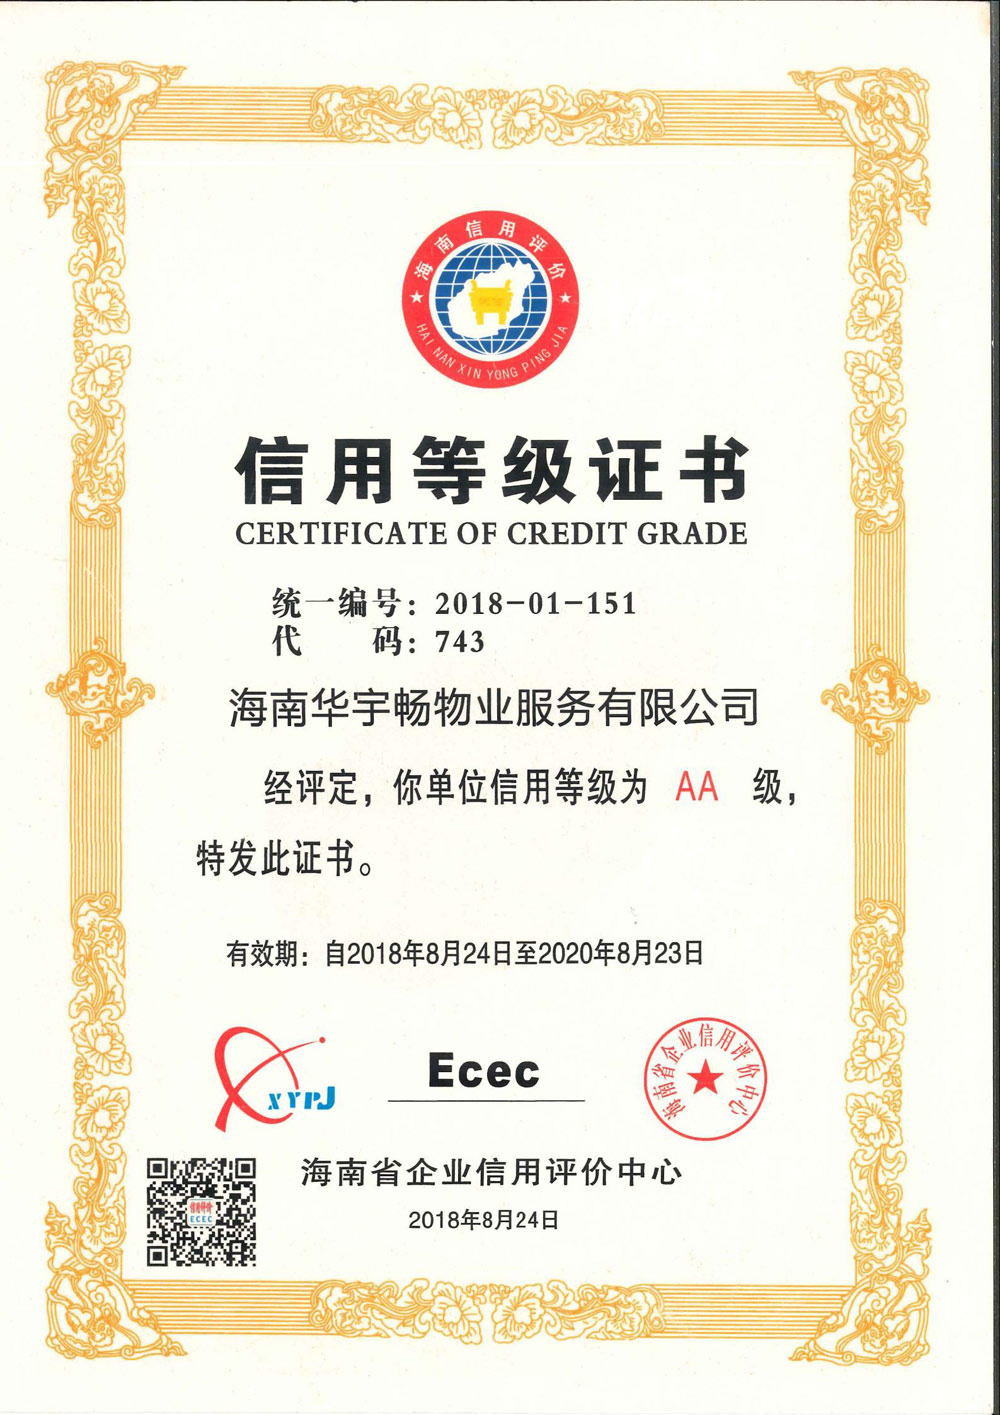 海南信用评价
HAI NAN XIN YONG PING JIA
信用等级证书
CERTIFICATE OF CREDIT GRADE
统一编号：2018-01-151
代 码：743
海南华宇畅物业服务有限公司
经评定，你单位信用等级为 AA 级，
特发此证书。
有效期：自2018年8月24日至2020年8月23日
XYPJ
Ecec
海南省企业信用评价中心
信用评价
ECEC
海南省企业信用评价中心
2018年8月24日